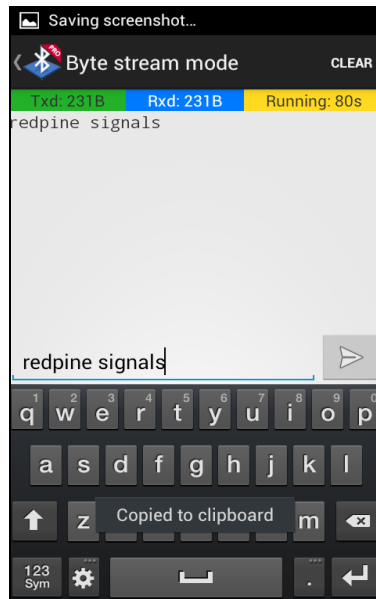 Saving screenshot...
PRO
Byte stream mode CLEAR
Txd: 231B Rxd: 231B Running: 80s
redpine signals
redpine signals
1 2 3 4 5 6 7 8 9 0
q w e r t y u i o p
a s d f g h j k l
z Copied to clipboard m
123
Sym .